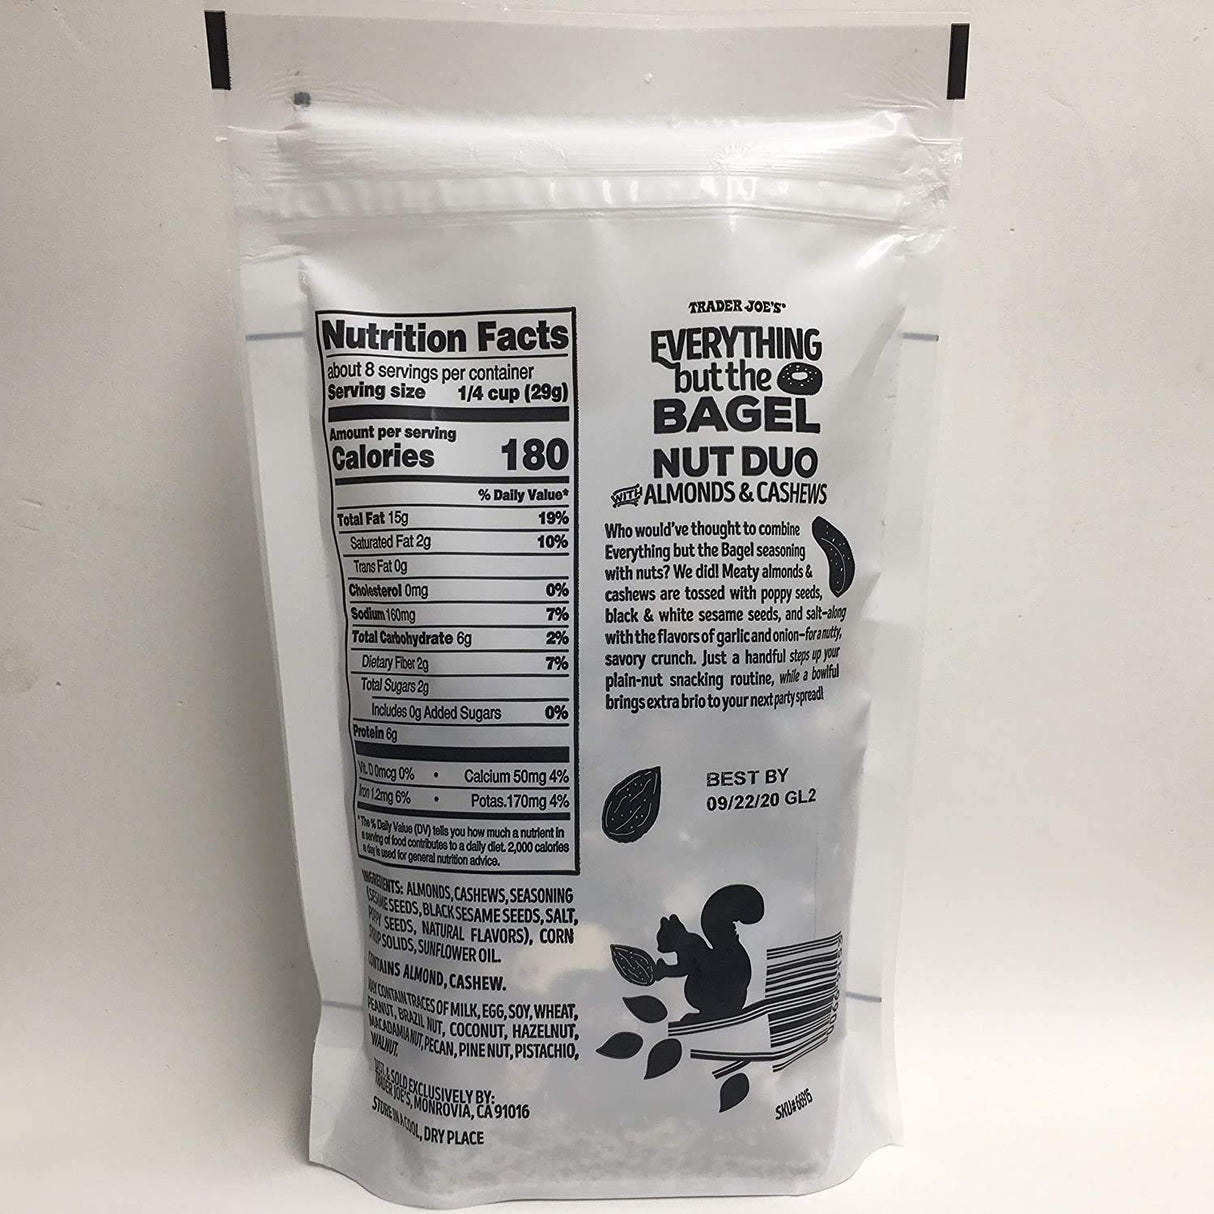 Nutrition Facts
about 8 servings per container
Serving size 1/4 cup (29g)
Amount per serving
Calories 180
% Daily Value*
Total Fat 15g 19%
Saturated Fat 2g 10%
Trans Fat 0g
Cholesterol 0mg 0%
Sodium 160mg 7%
Total Carbohydrate 6g 2%
Dietary Fiber 2g 7%
Total Sugars 2g
Includes 0g Added Sugars 0%
Protein 6g
Vit. D 0mcg 0% • Calcium 50mg 4%
Iron 1.2mg 6% • Potas. 170mg 4%
*The % Daily Value (DV) tells you how much a nutrient in
a serving of food contributes to a daily diet. 2,000 calories
a day is used for general nutrition advice.
INGREDIENTS: ALMONDS, CASHEWS, SEASONING
(SESAME SEEDS, BLACK SESAME SEEDS, SALT,
POPPY SEEDS, NATURAL FLAVORS), CORN
SYRUP SOLIDS, SUNFLOWER OIL.
CONTAINS ALMOND, CASHEW.
MAY CONTAIN TRACES OF MILK, EGG, SOY, WHEAT,
PEANUT, BRAZIL NUT, COCONUT, HAZELNUT,
MACADAMIA NUT, PECAN, PINE NUT, PISTACHIO,
WALNUT.
DIST. & SOLD EXCLUSIVELY BY:
TRADER JOE'S, MONROVIA, CA 91016
STORE IN A COOL, DRY PLACE
TRADER JOE'S®
EVERYTHING
but the
BAGEL
NUT DUO
WITH ALMONDS & CASHEWS
Who would've thought to combine
Everything but the Bagel seasoning
with nuts? We did! Meaty almonds &
cashews are tossed with poppy seeds,
black & white sesame seeds, and salt–along
with the flavors of garlic and onion–for a nutty,
savory crunch. Just a handful steps up your
plain-nut snacking routine, while a bowlful
brings extra brio to your next party spread!
BEST BY
09/22/20 GL2
SKU# 66915